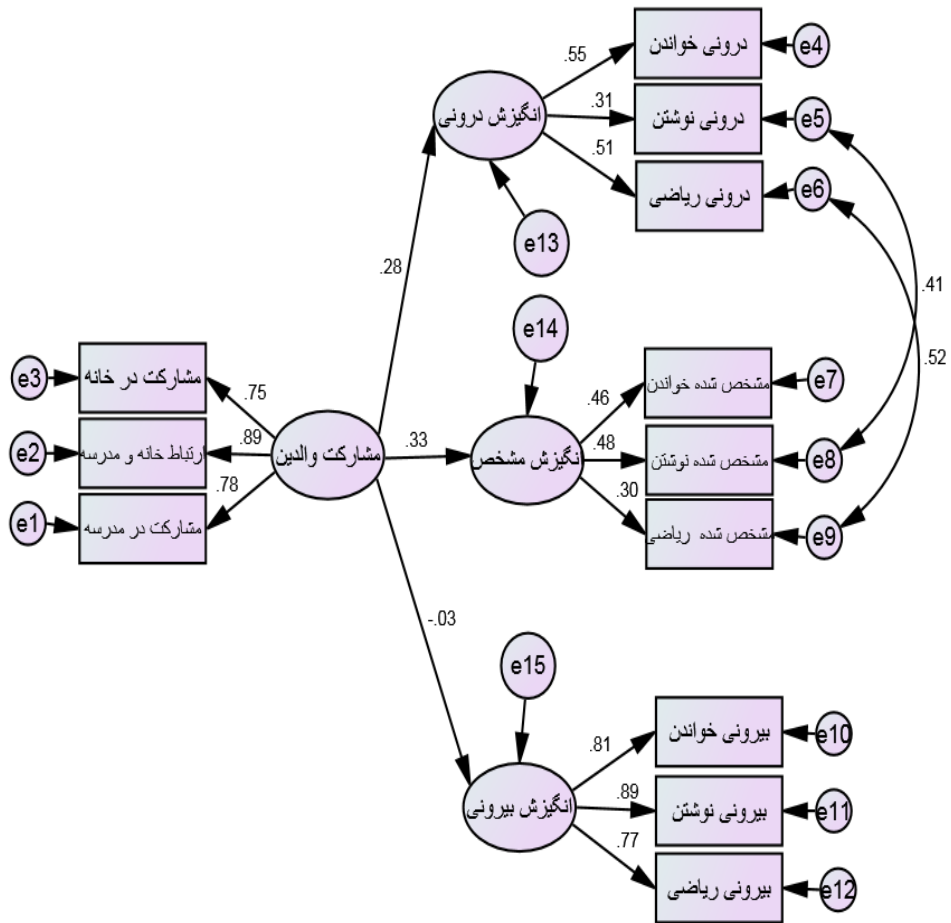 درونی خواندن
e4
.55
انگیزش درونی
.31
درونی نوشتن
e5
.51
درونی ریاضی
e6
e13
.28
.41
.52
e14
مشارکت در خانه
e3
.75
مشخص شده خواندن
e7
.46
مشارکت والدین
.33
نگیزش مشخص
.48
مشخص شده نوشتن
e8
ارتباط خانه و مدرسه
e2
.89
.30
مشخص شده ریاضی
e9
مشارکت در مدرسه
e1
.78
-.03
e15
بیرونی خواندن
e10
.81
انگیزش بیرونی
.89
بیرونی نوشتن
e11
.77
بیرونی ریاضی
e12